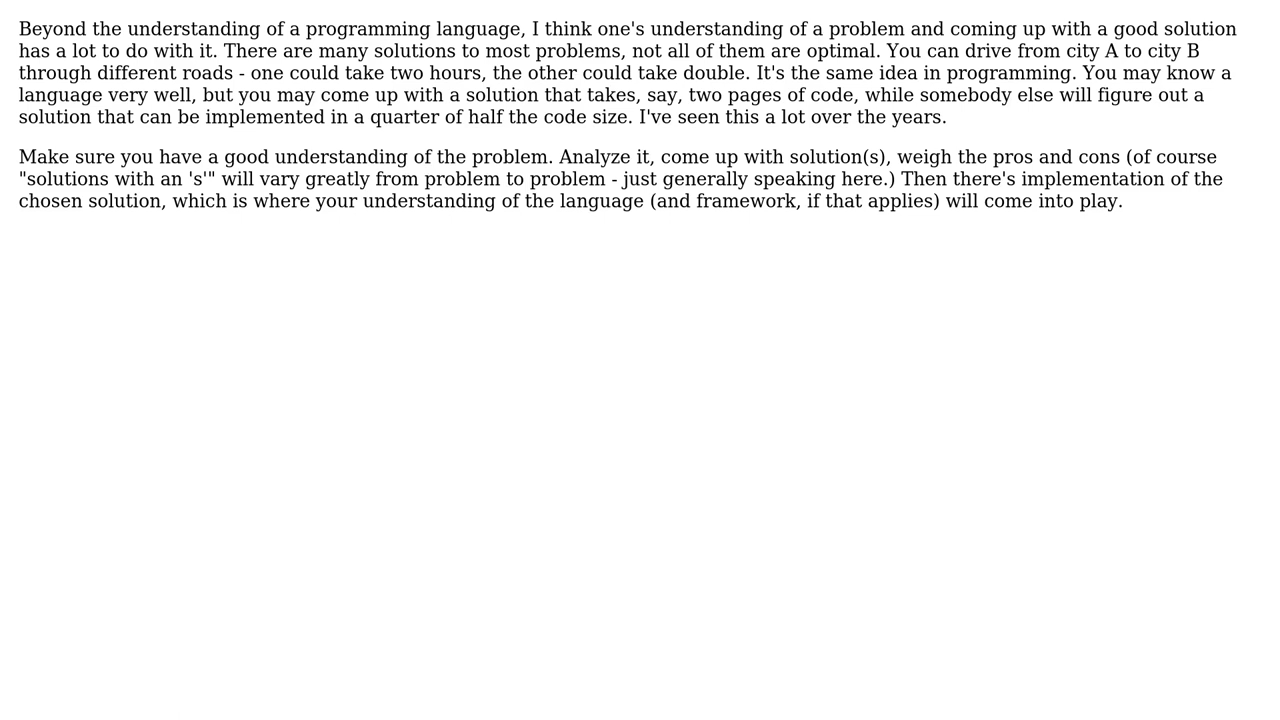 Beyond the understanding of a programming language, I think one's understanding of a problem and coming up with a good solution
has a lot to do with it. There are many solutions to most problems, not all of them are optimal. You can drive from city A to city B
through different roads - one could take two hours, the other could take double. It's the same idea in programming. You may know a
language very well, but you may come up with a solution that takes, say, two pages of code, while somebody else will figure out a
solution that can be implemented in a quarter of half the code size. I've seen this a lot over the years.
Make sure you have a good understanding of the problem. Analyze it, come up with solution(s), weigh the pros and cons (of course
"solutions with an 's'" will vary greatly from problem to problem - just generally speaking here.) Then there's implementation of the
chosen solution, which is where your understanding of the language (and framework, if that applies) will come into play.